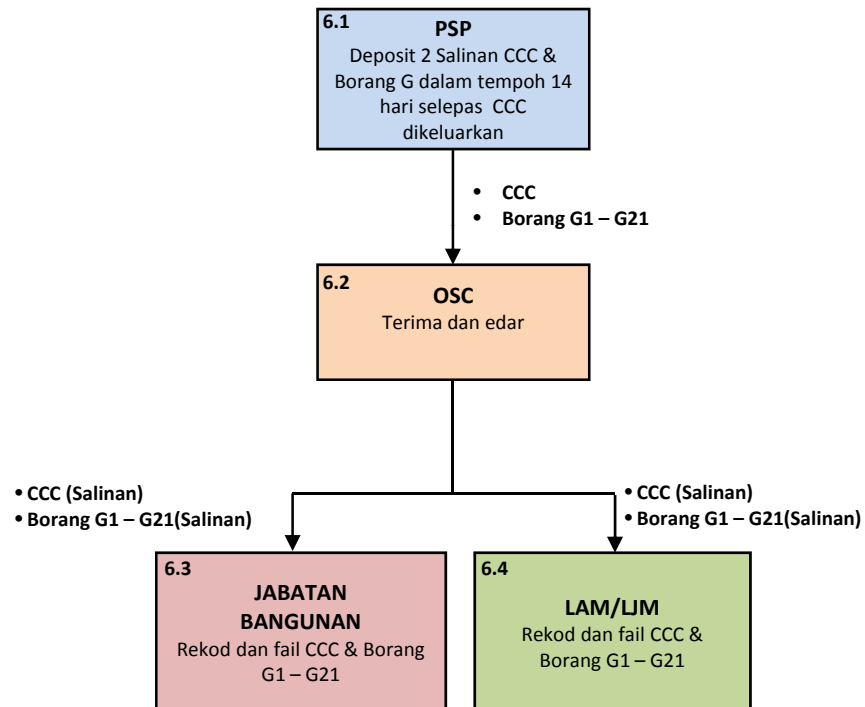 6.1
PSP
Deposit 2 Salinan CCC &
Borang G dalam tempoh 14
hari selepas CCC
dikeluarkan
• CCC
• Borang G1 – G21
6.2
OSC
Terima dan edar
• CCC (Salinan)
• Borang G1 – G21(Salinan)
• CCC (Salinan)
• Borang G1 – G21(Salinan)
6.3
JABATAN
BANGUNAN
Rekod dan fail CCC & Borang
G1 – G21
6.4
LAM/LJM
Rekod dan fail CCC &
Borang G1 – G21